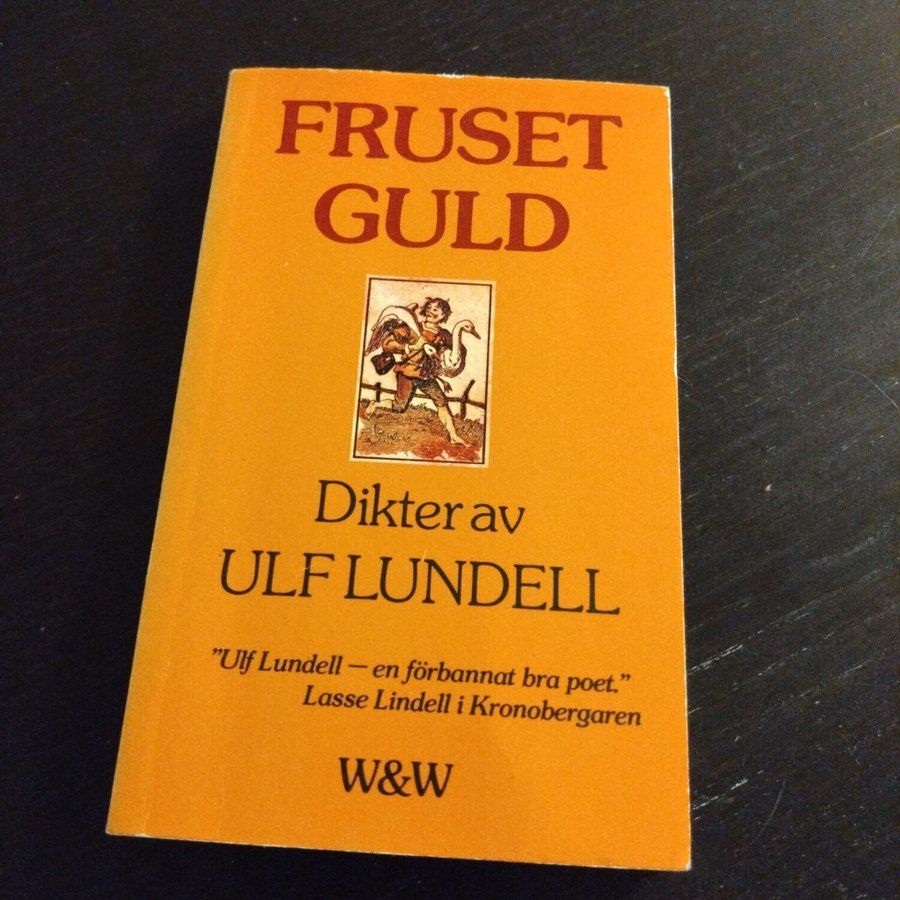 FRUSET
GULD
Dikter av
ULF LUNDELL
”Ulf Lundell – en förbannat bra poet.”
Lasse Lindell i Kronobergaren
W&W